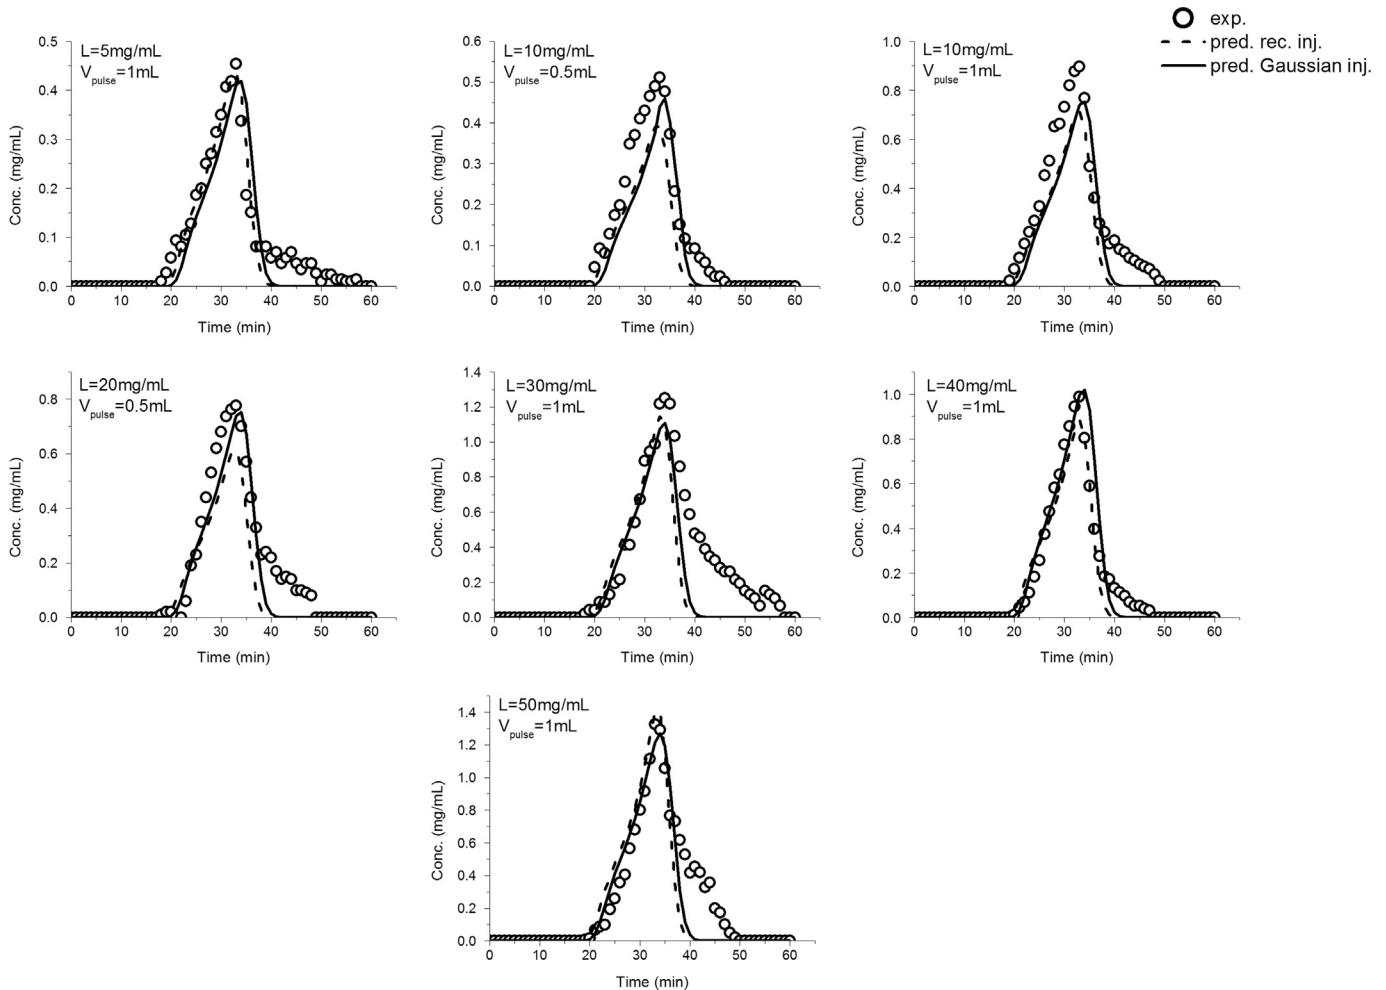 exp.
pred. rec. inj.
pred. Gaussian inj.
L=5mg/mL
Vpulse=1mL
0.5
0.4
0.3
0.2
0.1
0.0
Conc. (mg/mL)
0 10 20 30 40 50 60
Time (min)
L=10mg/mL
Vpulse=0.5mL
0.6
0.5
0.4
0.3
0.2
0.1
0.0
Conc. (mg/mL)
0 10 20 30 40 50 60
Time (min)
L=10mg/mL
Vpulse=1mL
1.0
0.8
0.6
0.4
0.2
0.0
Conc. (mg/mL)
0 10 20 30 40 50 60
Time (min)
L=20mg/mL
Vpulse=0.5mL
0.8
0.6
0.4
0.2
0.0
Conc. (mg/mL)
0 10 20 30 40 50 60
Time (min)
L=30mg/mL
Vpulse=1mL
1.4
1.2
1.0
0.8
0.6
0.4
0.2
0.0
Conc. (mg/mL)
0 10 20 30 40 50 60
Time (min)
L=40mg/mL
Vpulse=1mL
1.0
0.8
0.6
0.4
0.2
0.0
Conc. (mg/mL)
0 10 20 30 40 50 60
Time (min)
L=50mg/mL
Vpulse=1mL
1.4
1.2
1.0
0.8
0.6
0.4
0.2
0.0
Conc. (mg/mL)
0 10 20 30 40 50 60
Time (min)